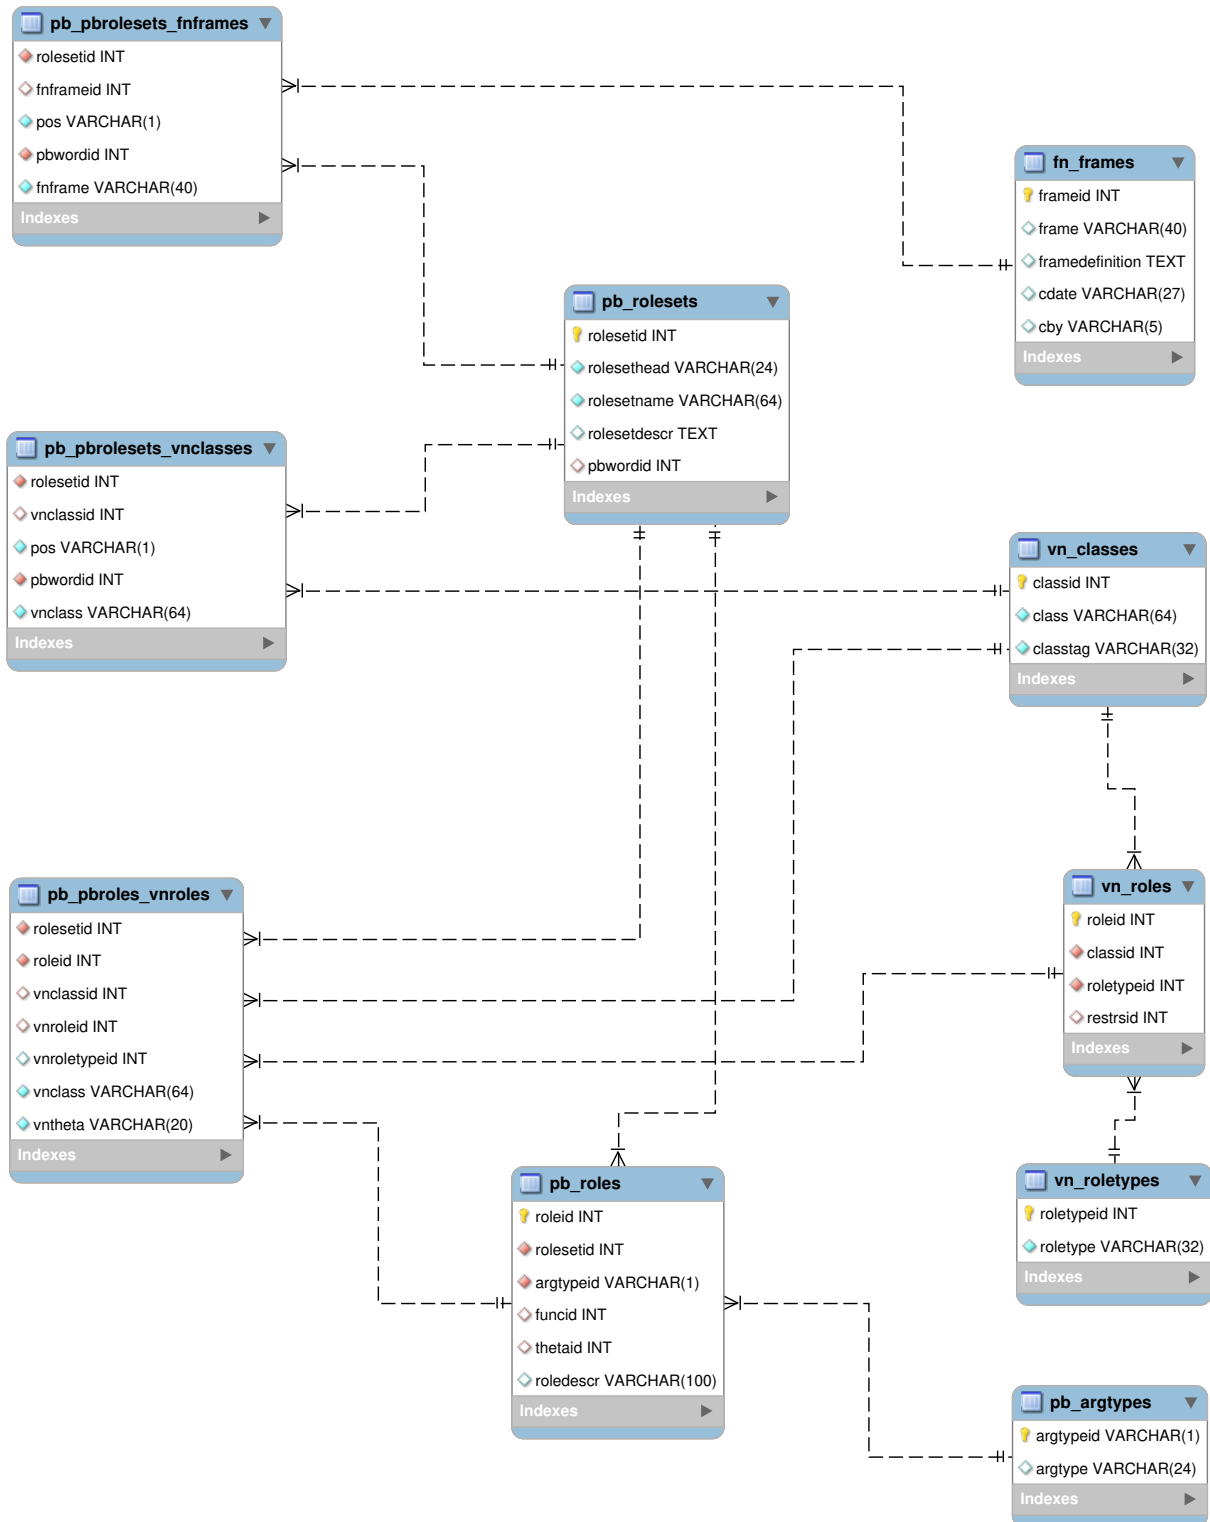 pb_pbrolesets_fnframes
rolesetid INT
fnframeid INT
pos VARCHAR(1)
pbwordid INT
fnframe VARCHAR(40)
Indexes
fn_frames
frameid INT
frame VARCHAR(40)
framedefinition TEXT
cdate VARCHAR(27)
cby VARCHAR(5)
Indexes
pb_rolesets
rolesetid INT
rolesethead VARCHAR(24)
rolesetname VARCHAR(64)
rolesetdescr TEXT
pbwordid INT
Indexes
pb_pbrolesets_vnclasses
rolesetid INT
vnclassid INT
pos VARCHAR(1)
pbwordid INT
vnclass VARCHAR(64)
Indexes
vn_classes
classid INT
class VARCHAR(64)
classtag VARCHAR(32)
Indexes
pb_pbroles_vnroles
rolesetid INT
roleid INT
vnclassid INT
vnroleid INT
vnroletypeid INT
vnclass VARCHAR(64)
vntheta VARCHAR(20)
Indexes
vn_roles
roleid INT
classid INT
roletypeid INT
restrsid INT
Indexes
pb_roles
roleid INT
rolesetid INT
argtypeid VARCHAR(1)
funcid INT
thetaid INT
roledescr VARCHAR(100)
Indexes
vn_roletypes
roletypeid INT
roletype VARCHAR(32)
Indexes
pb_argtypes
argtypeid VARCHAR(1)
argtype VARCHAR(24)
Indexes